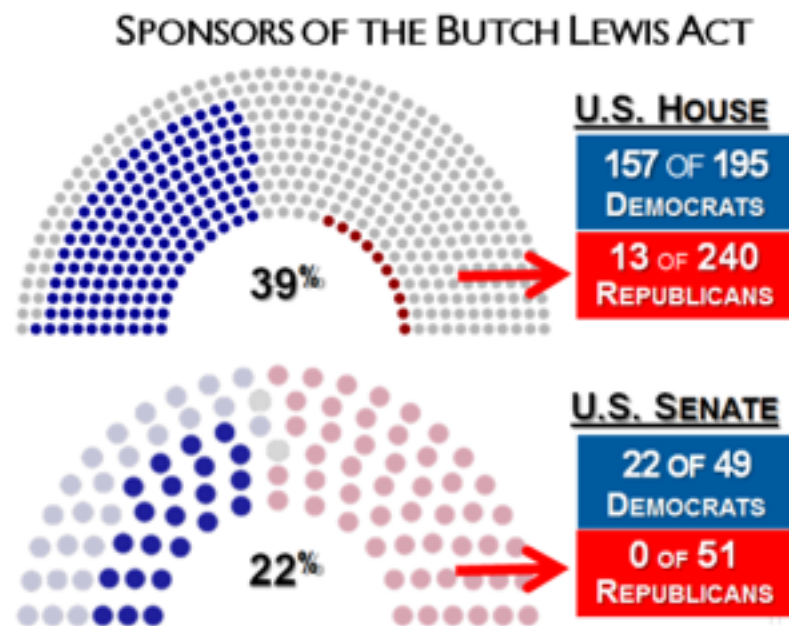 SPONSORS OF THE BUTCH LEWIS ACT
U.S. HOUSE
157 OF 195
DEMOCRATS
13 OF 240
REPUBLICANS
39%
U.S. SENATE
22 OF 49
DEMOCRATS
0 OF 51
REPUBLICANS
22%